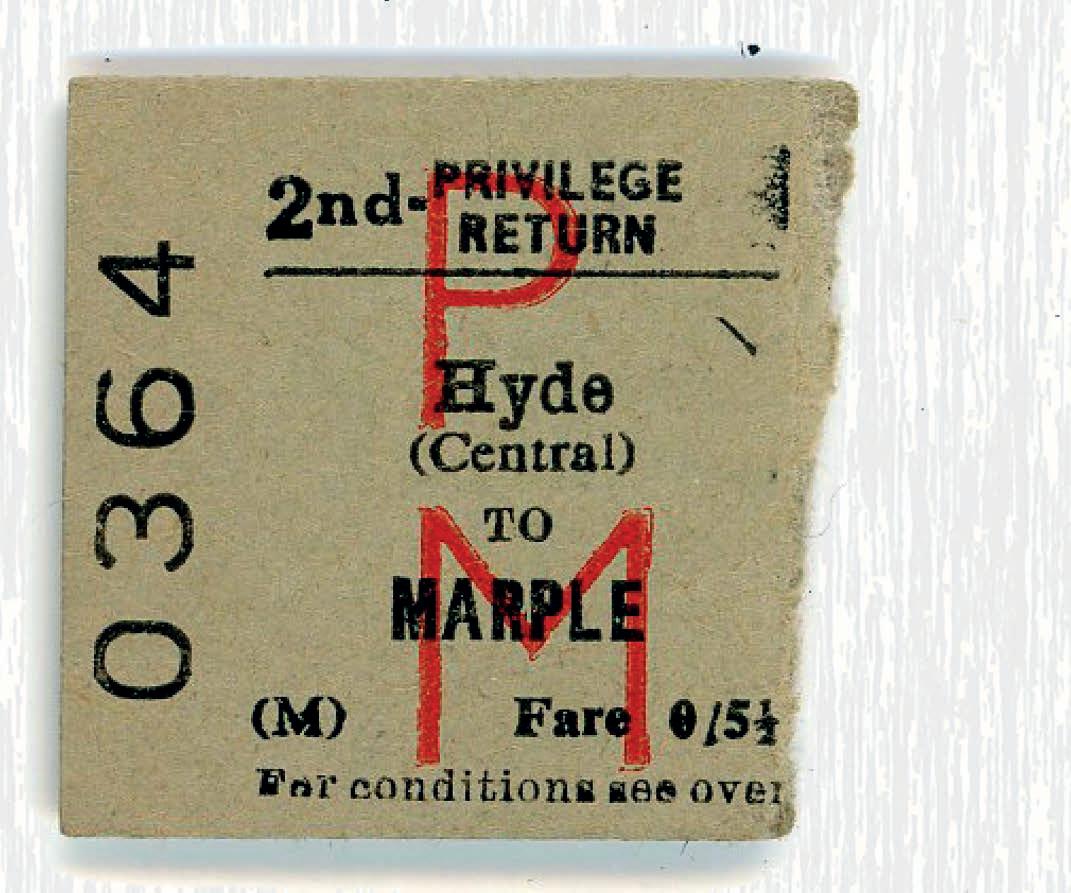 2nd-PRIVILEGE
RETURN
Hyde
(Central)
TO
MARPLE
(M) Fare 0/5½
For conditions see over
0364
P
M